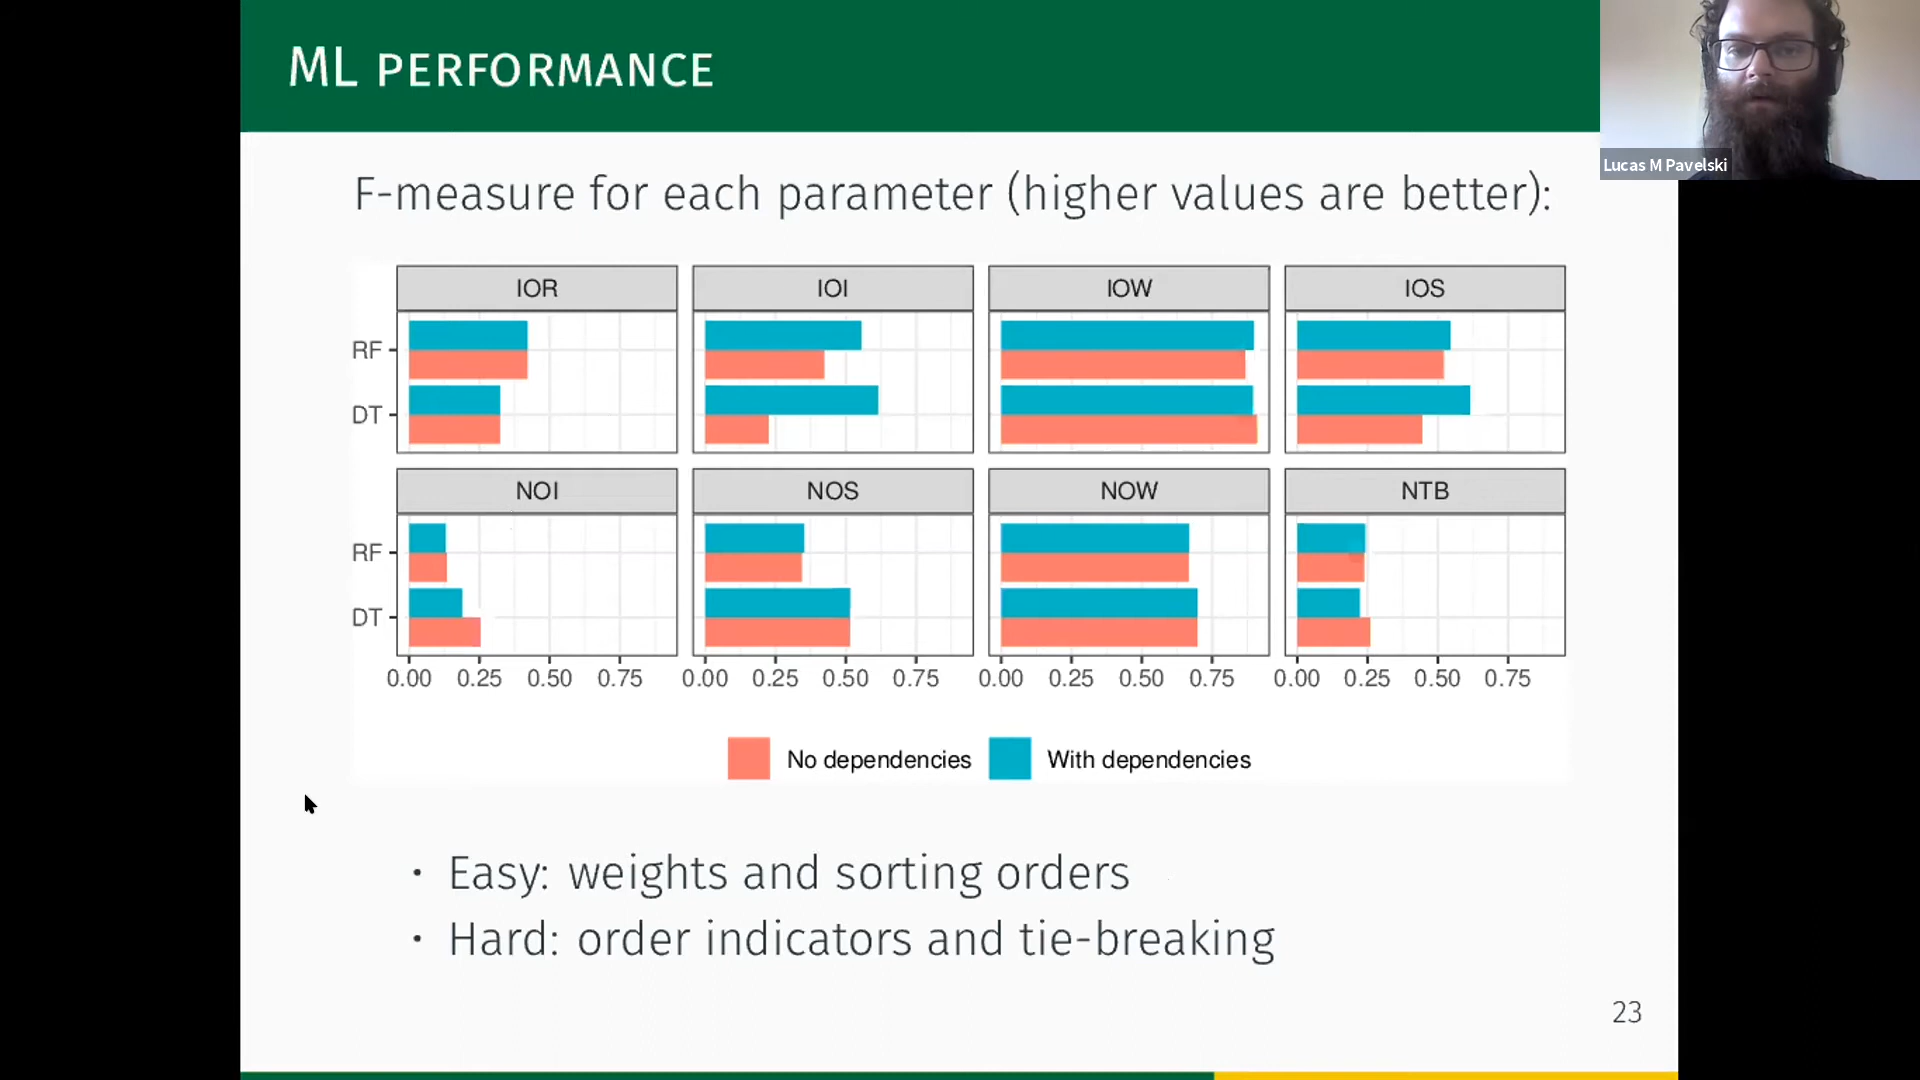 ML PERFORMANCE
Lucas M Pavelski
F-measure for each parameter (higher values are better):
IOR IOI IOW IOS
RF
DT
NOI NOS NOW NTB
RF
DT
0.00 0.25 0.50 0.75 0.00 0.25 0.50 0.75 0.00 0.25 0.50 0.75 0.00 0.25 0.50 0.75
No dependencies With dependencies
· Easy: weights and sorting orders
· Hard: order indicators and tie-breaking
23